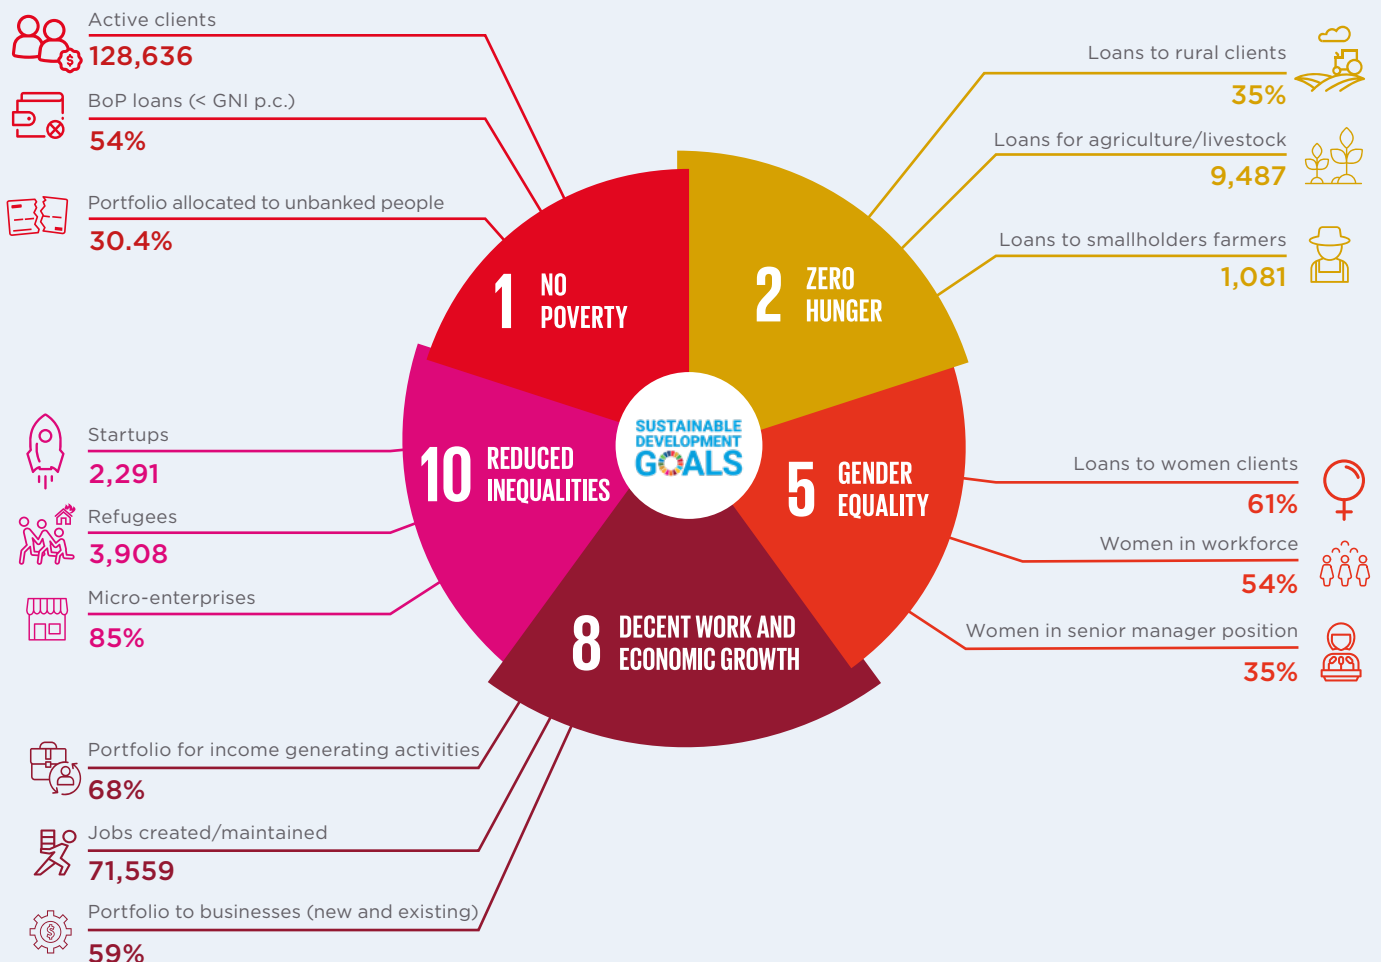 Active clients
128,636
BoP loans (< GNI p.c.)
54%
Portfolio allocated to unbanked people
30.4%
Loans to rural clients
35%
Loans for agriculture/livestock
9,487
Loans to smallholders farmers
1,081
1 NO
POVERTY
2 ZERO
HUNGER
10 REDUCED
INEQUALITIES
SUSTAINABLE
DEVELOPMENT
GOALS
5 GENDER
EQUALITY
8 DECENT WORK AND
ECONOMIC GROWTH
Startups
2,291
Refugees
3,908
Micro-enterprises
85%
Loans to women clients
61%
Women in workforce
54%
Women in senior manager position
35%
Portfolio for income generating activities
68%
Jobs created/maintained
71,559
Portfolio to businesses (new and existing)
59%